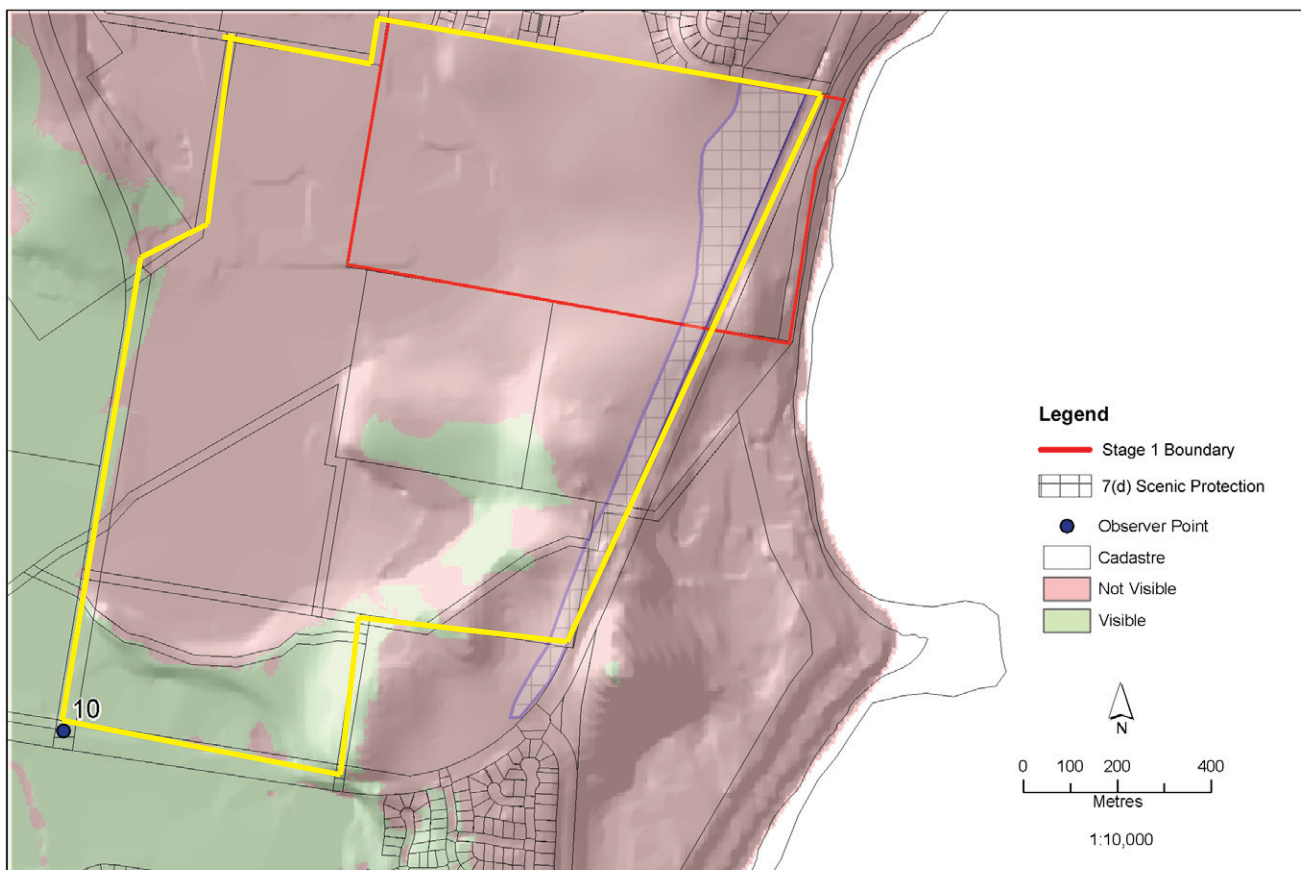 10
Legend
Stage 1 Boundary
7(d) Scenic Protection
Observer Point
Cadastre
Not Visible
Visible
N
0 100 200 400
Metres
1:10,000